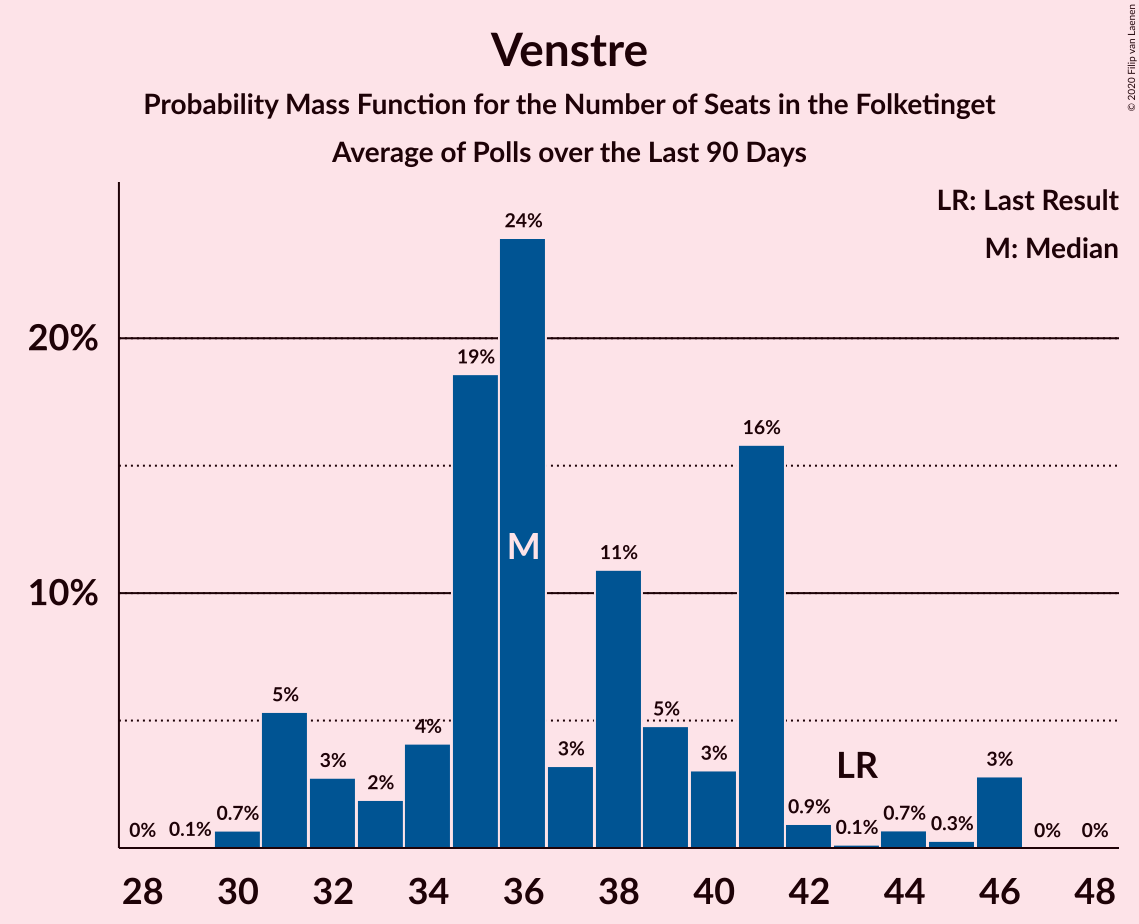 Venstre
Probability Mass Function for the Number of Seats in the Folketinget
Average of Polls over the Last 90 Days
© 2020 Filip van Laenen
LR: Last Result
M: Median
20%
10%
0%
0.1%
0.7%
5%
3%
2%
4%
19%
24%
3%
11%
5%
3%
16%
0.9%
0.1%
0.7%
0.3%
3%
0%
0%
M
LR
28 30 32 34 36 38 40 42 44 46 48